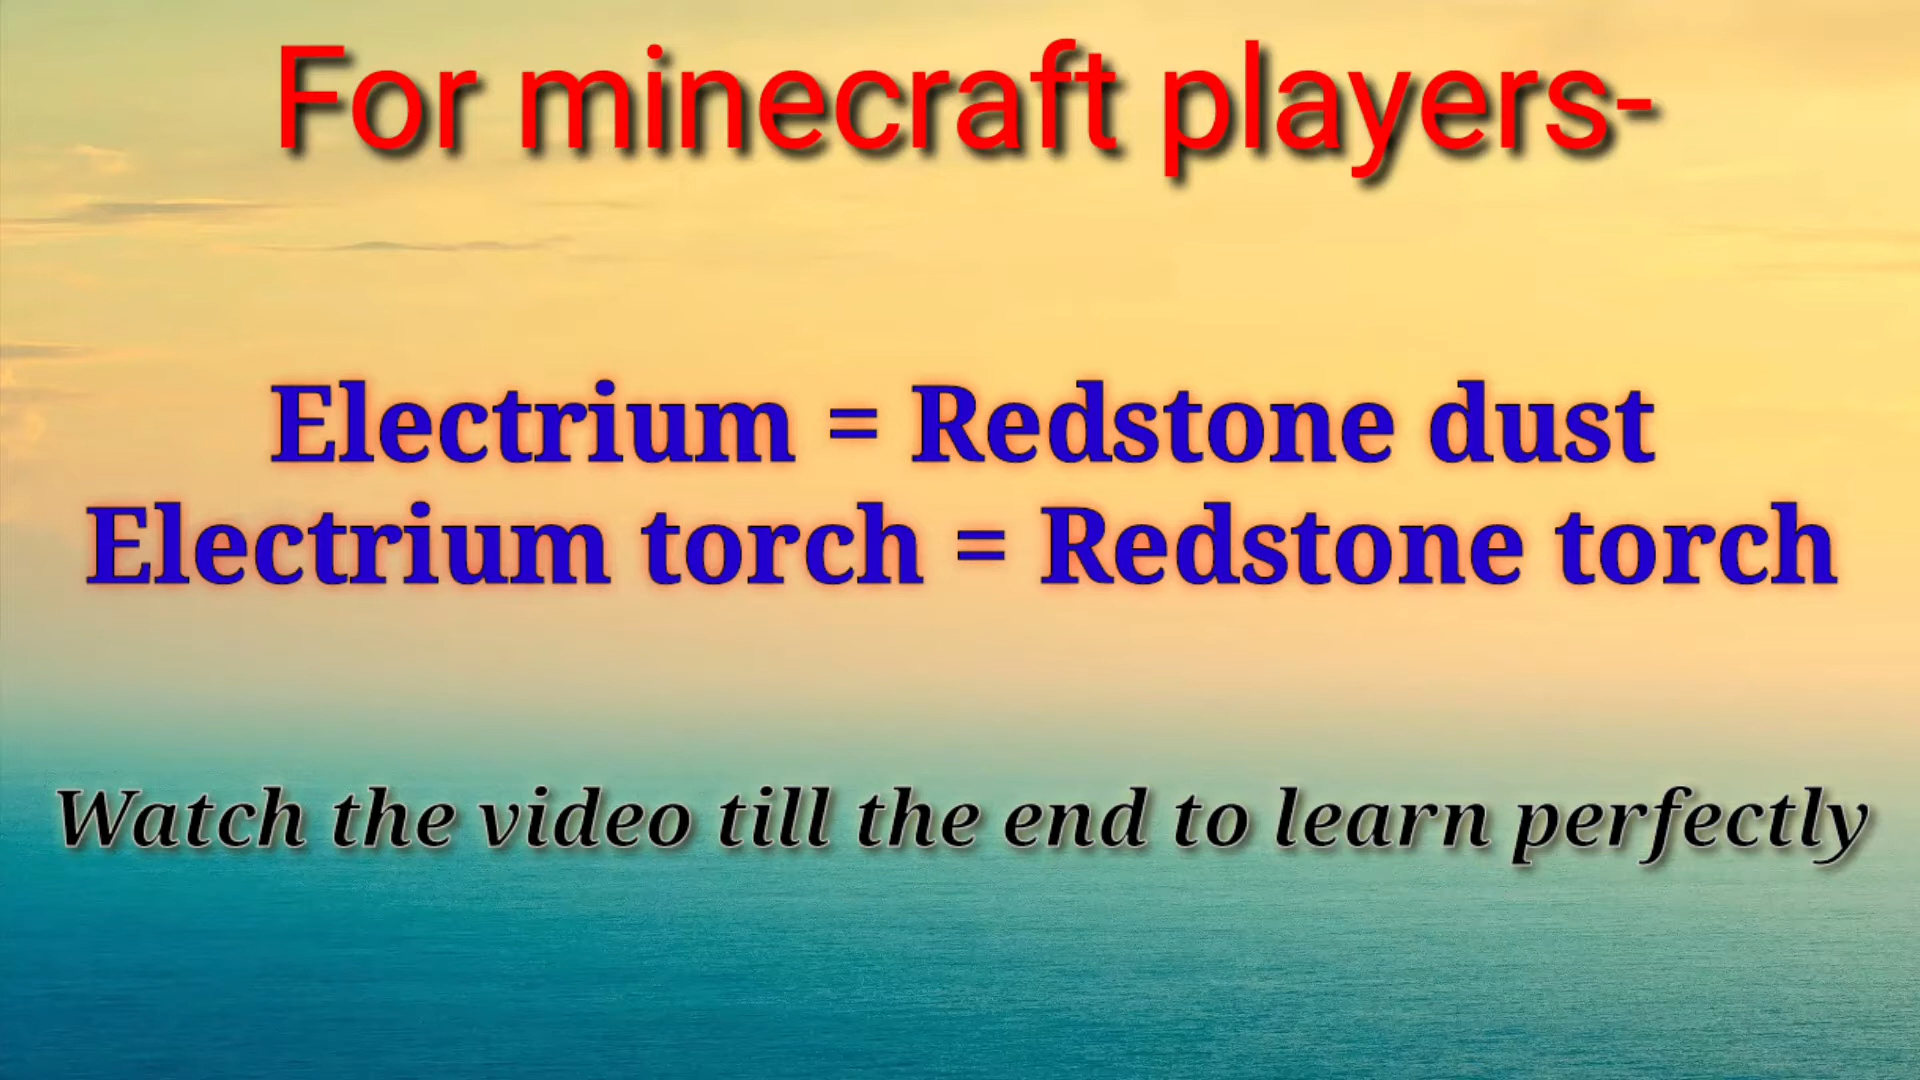 For minecraft players-
Electrium = Redstone dust
Electrium torch = Redstone torch
Watch the video till the end to learn perfectly